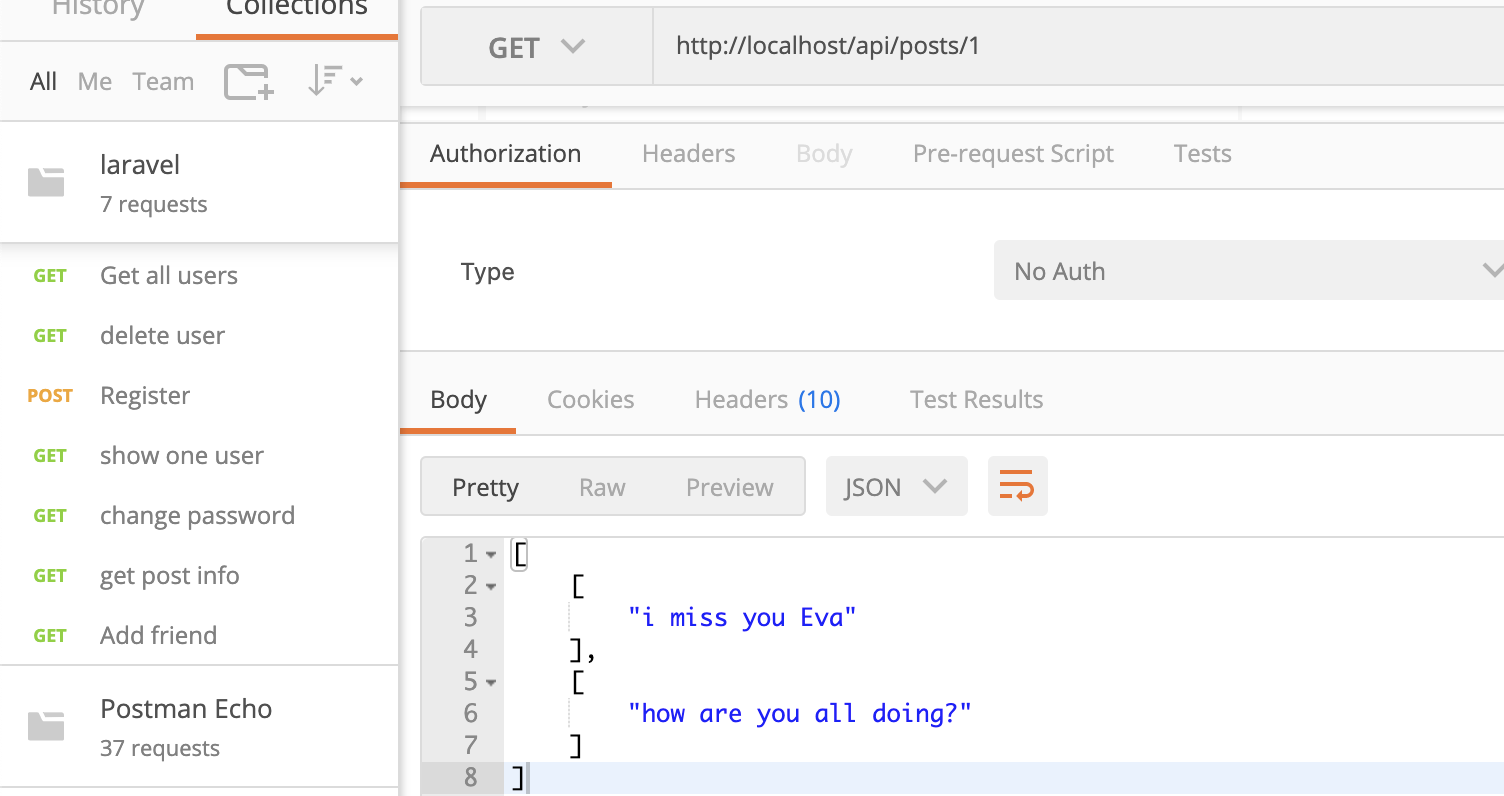 History Collections
All Me Team
laravel
7 requests
GET Get all users
GET delete user
POST Register
GET show one user
GET change password
GET get post info
GET Add friend
Postman Echo
37 requests
GET http://localhost/api/posts/1
Authorization Headers Body Pre-request Script Tests
Type No Auth
Body Cookies Headers (10) Test Results
Pretty Raw Preview JSON
1 [
2 [
3 "i miss you Eva"
4 ],
5 [
6 "how are you all doing?"
7 ]
8 ]